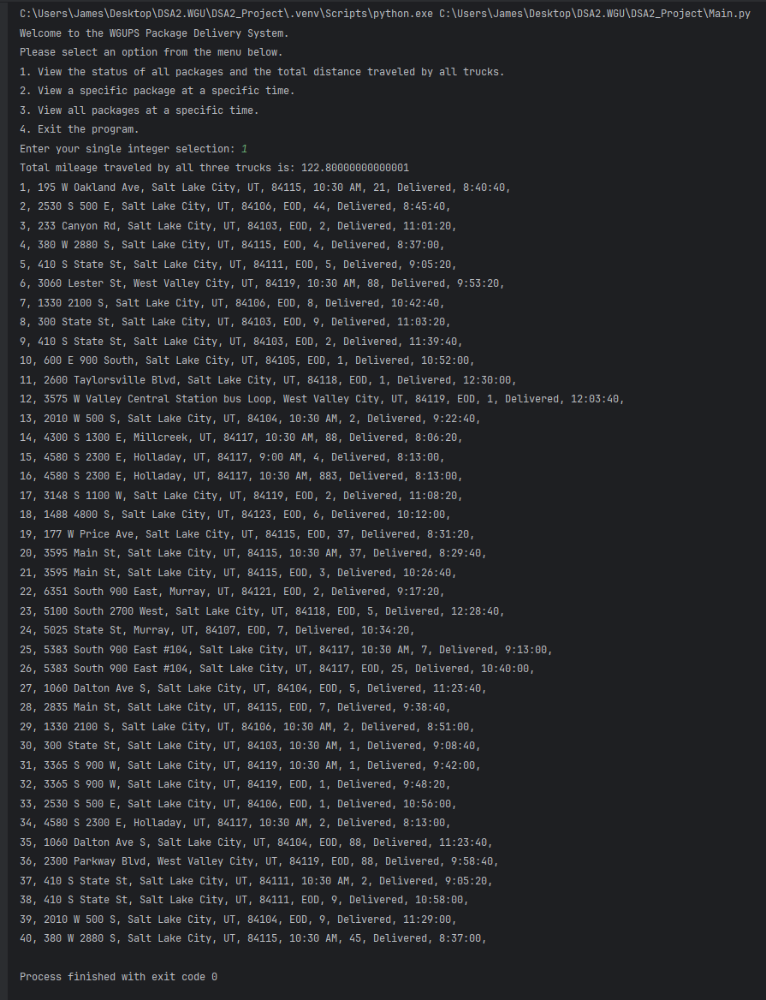 C:\Users\James\Desktop\DSA2.WGU\DSA2_Project\.venv\Scripts\python.exe C:\Users\James\Desktop\DSA2.WGU\DSA2_Project\Main.py
Welcome to the WGUPS Package Delivery System.
Please select an option from the menu below.
1. View the status of all packages and the total distance traveled by all trucks.
2. View a specific package at a specific time.
3. View all packages at a specific time.
4. Exit the program.
Enter your single integer selection: 1
Total mileage traveled by all three trucks is: 122.80000000000001
1, 195 W Oakland Ave, Salt Lake City, UT, 84115, 10:30 AM, 21, Delivered, 8:40:40,
2, 2530 S 500 E, Salt Lake City, UT, 84106, EOD, 44, Delivered, 8:45:40,
3, 233 Canyon Rd, Salt Lake City, UT, 84103, EOD, 2, Delivered, 11:01:20,
4, 380 W 2880 S, Salt Lake City, UT, 84115, EOD, 4, Delivered, 8:37:00,
5, 410 S State St, Salt Lake City, UT, 84111, EOD, 5, Delivered, 9:05:20,
6, 3060 Lester St, West Valley City, UT, 84119, 10:30 AM, 88, Delivered, 9:53:20,
7, 1330 2100 S, Salt Lake City, UT, 84106, EOD, 8, Delivered, 10:42:40,
8, 300 State St, Salt Lake City, UT, 84103, EOD, 9, Delivered, 11:03:20,
9, 410 S State St, Salt Lake City, UT, 84103, EOD, 2, Delivered, 11:39:40,
10, 600 E 900 South, Salt Lake City, UT, 84105, EOD, 1, Delivered, 10:52:00,
11, 2600 Taylorsville Blvd, Salt Lake City, UT, 84118, EOD, 1, Delivered, 12:30:00,
12, 3575 W Valley Central Station bus Loop, West Valley City, UT, 84119, EOD, 1, Delivered, 12:03:40,
13, 2010 W 500 S, Salt Lake City, UT, 84104, 10:30 AM, 2, Delivered, 9:22:40,
14, 4300 S 1300 E, Millcreek, UT, 84117, 10:30 AM, 88, Delivered, 8:06:20,
15, 4580 S 2300 E, Holladay, UT, 84117, 9:00 AM, 4, Delivered, 8:13:00,
16, 4580 S 2300 E, Holladay, UT, 84117, 10:30 AM, 883, Delivered, 8:13:00,
17, 3148 S 1100 W, Salt Lake City, UT, 84119, EOD, 2, Delivered, 11:08:20,
18, 1488 4800 S, Salt Lake City, UT, 84123, EOD, 6, Delivered, 10:12:00,
19, 177 W Price Ave, Salt Lake City, UT, 84115, EOD, 37, Delivered, 8:31:20,
20, 3595 Main St, Salt Lake City, UT, 84115, 10:30 AM, 37, Delivered, 8:29:40,
21, 3595 Main St, Salt Lake City, UT, 84115, EOD, 3, Delivered, 10:26:40,
22, 6351 South 900 East, Murray, UT, 84121, EOD, 2, Delivered, 9:17:20,
23, 5100 South 2700 West, Salt Lake City, UT, 84118, EOD, 5, Delivered, 12:28:40,
24, 5025 State St, Murray, UT, 84107, EOD, 7, Delivered, 10:34:20,
25, 5383 South 900 East #104, Salt Lake City, UT, 84117, 10:30 AM, 7, Delivered, 9:13:00,
26, 5383 South 900 East #104, Salt Lake City, UT, 84117, EOD, 25, Delivered, 10:40:00,
27, 1060 Dalton Ave S, Salt Lake City, UT, 84104, EOD, 5, Delivered, 11:23:40,
28, 2835 Main St, Salt Lake City, UT, 84115, EOD, 7, Delivered, 9:38:40,
29, 1330 2100 S, Salt Lake City, UT, 84106, 10:30 AM, 2, Delivered, 8:51:00,
30, 300 State St, Salt Lake City, UT, 84103, 10:30 AM, 1, Delivered, 9:08:40,
31, 3365 S 900 W, Salt Lake City, UT, 84119, 10:30 AM, 1, Delivered, 9:42:00,
32, 3365 S 900 W, Salt Lake City, UT, 84119, EOD, 1, Delivered, 9:48:20,
33, 2530 S 500 E, Salt Lake City, UT, 84106, EOD, 1, Delivered, 10:56:00,
34, 4580 S 2300 E, Holladay, UT, 84117, 10:30 AM, 2, Delivered, 8:13:00,
35, 1060 Dalton Ave S, Salt Lake City, UT, 84104, EOD, 88, Delivered, 11:23:40,
36, 2300 Parkway Blvd, West Valley City, UT, 84119, EOD, 88, Delivered, 9:58:40,
37, 410 S State St, Salt Lake City, UT, 84111, 10:30 AM, 2, Delivered, 9:05:20,
38, 410 S State St, Salt Lake City, UT, 84111, EOD, 9, Delivered, 10:58:00,
39, 2010 W 500 S, Salt Lake City, UT, 84104, EOD, 9, Delivered, 11:29:00,
40, 380 W 2880 S, Salt Lake City, UT, 84115, 10:30 AM, 45, Delivered, 8:37:00,
Process finished with exit code 0